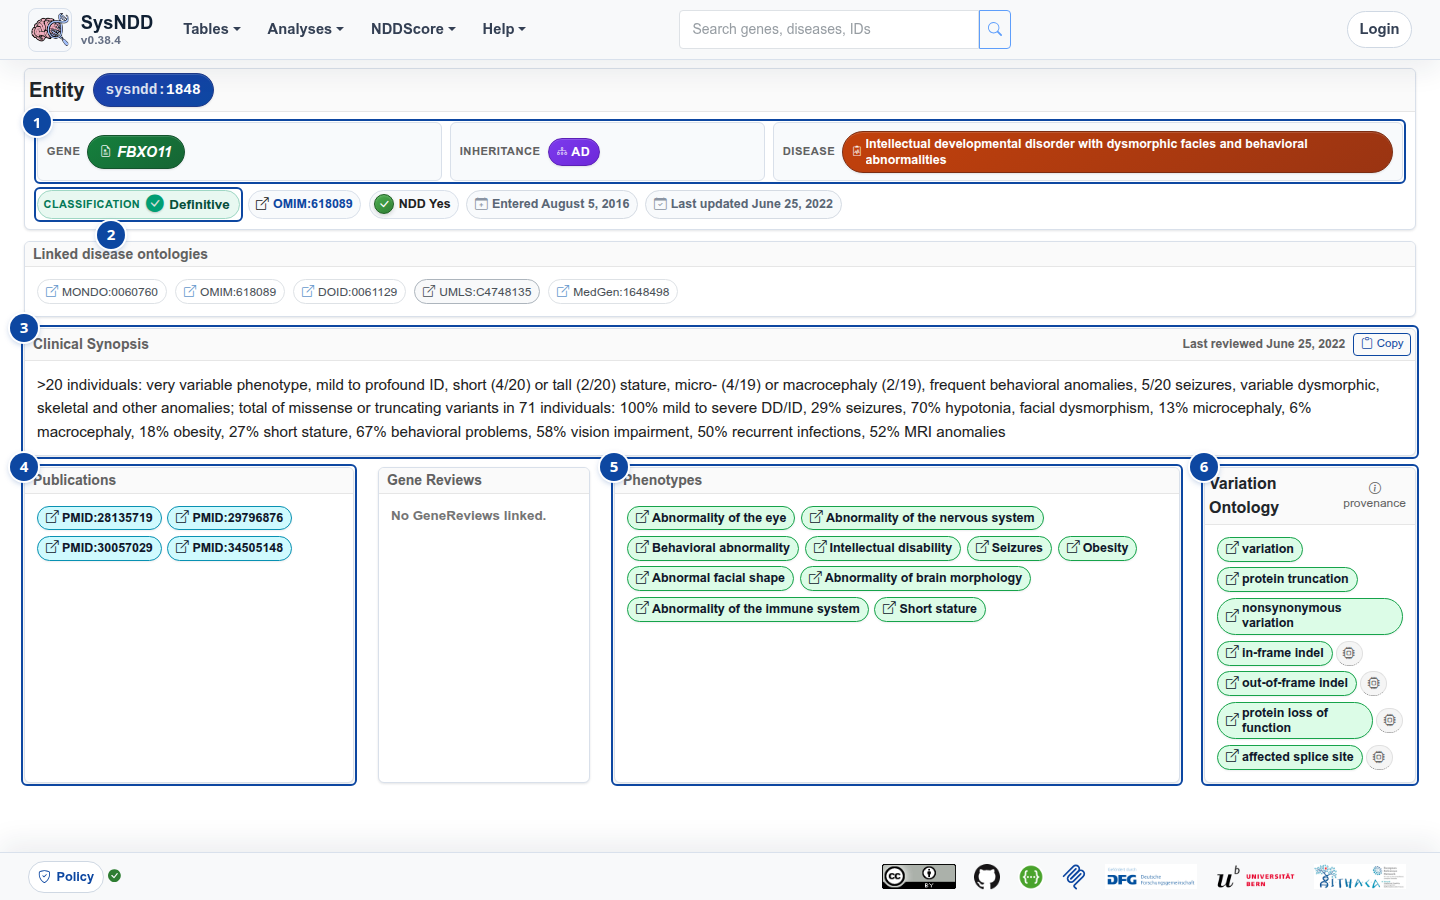 SysNDD
v0.38.4
Tables
Analyses
NDDScore
Help
Search genes, diseases, IDs
Login
Entity
sysndd:1848
1
GENE
FBXO11
INHERITANCE
AD
DISEASE
Intellectual developmental disorder with dysmorphic facies and behavioral
abnormalities
CLASSIFICATION
Definitive
OMIM:618089
NDD Yes
Entered August 5, 2016
Last updated June 25, 2022
2
Linked disease ontologies
MONDO:0060760
OMIM:618089
DOID:0061129
UMLS:C4748135
MedGen:1648498
3
Clinical Synopsis
Last reviewed June 25, 2022
Copy
>20 individuals: very variable phenotype, mild to profound ID, short (4/20) or tall (2/20) stature, micro- (4/19) or macrocephaly (2/19), frequent behavioral anomalies, 5/20 seizures, variable dysmorphic,
skeletal and other anomalies; total of missense or truncating variants in 71 individuals: 100% mild to severe DD/ID, 29% seizures, 70% hypotonia, facial dysmorphism, 13% microcephaly, 6%
macrocephaly, 18% obesity, 27% short stature, 67% behavioral problems, 58% vision impairment, 50% recurrent infections, 52% MRI anomalies
4
Publications
PMID:28135719
PMID:29796876
PMID:30057029
PMID:34505148
Gene Reviews
No GeneReviews linked.
5
Phenotypes
Abnormality of the eye
Abnormality of the nervous system
Behavioral abnormality
Intellectual disability
Seizures
Obesity
Abnormal facial shape
Abnormality of brain morphology
Abnormality of the immune system
Short stature
6
Variation
Ontology
provenance
variation
protein truncation
nonsynonymous
variation
in-frame indel
out-of-frame indel
protein loss of
function
affected splice site
Policy
CC
BY
DFG
Deutsche
Forschungsgemeinschaft
u
b
UNIVERSITÄT
BERN
ITHACA